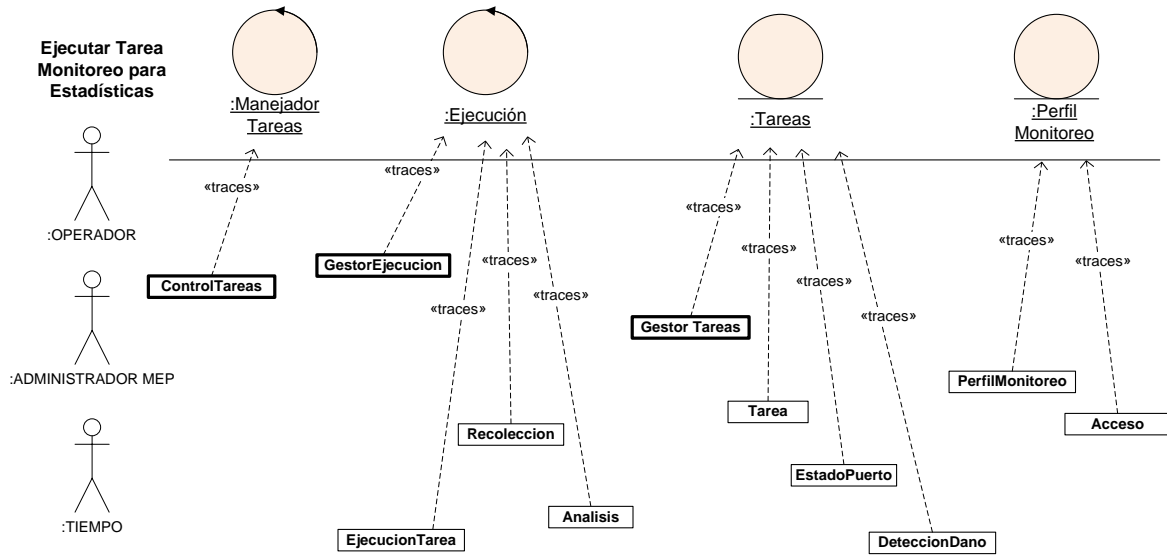 Ejecutar Tarea
Monitoreo para
Estadísticas
:Manejador
Tareas
:Ejecución
:Tareas
:Perfil
Monitoreo
«traces»
«traces»
«traces»
«traces»
:OPERADOR
«traces»
«traces»
GestorEjecucion
«traces»
ControlTareas
«traces»
«traces»
«traces»
«traces»
Gestor Tareas
:ADMINISTRADOR MEP
PerfilMonitoreo
Tarea
Acceso
Recoleccion
EstadoPuerto
Analisis
:TIEMPO
EjecucionTarea
DeteccionDano